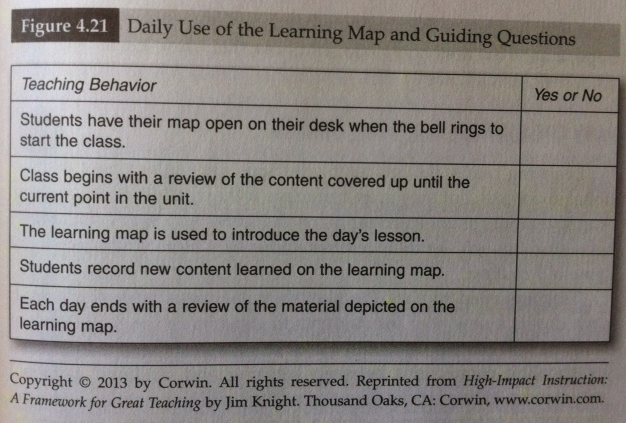 Figure 4.21 Daily Use of the Learning Map and Guiding Questions
Teaching Behavior Yes or No
Students have their map open on their desk when the bell rings to
start the class.
Class begins with a review of the content covered up until the
current point in the unit.
The learning map is used to introduce the day's lesson.
Students record new content learned on the learning map.
Each day ends with a review of the material depicted on the
learning map.
Copyright © 2013 by Corwin. All rights reserved. Reprinted from High-Impact Instruction:
A Framework for Great Teaching by Jim Knight. Thousand Oaks, CA: Corwin, www.corwin.com.